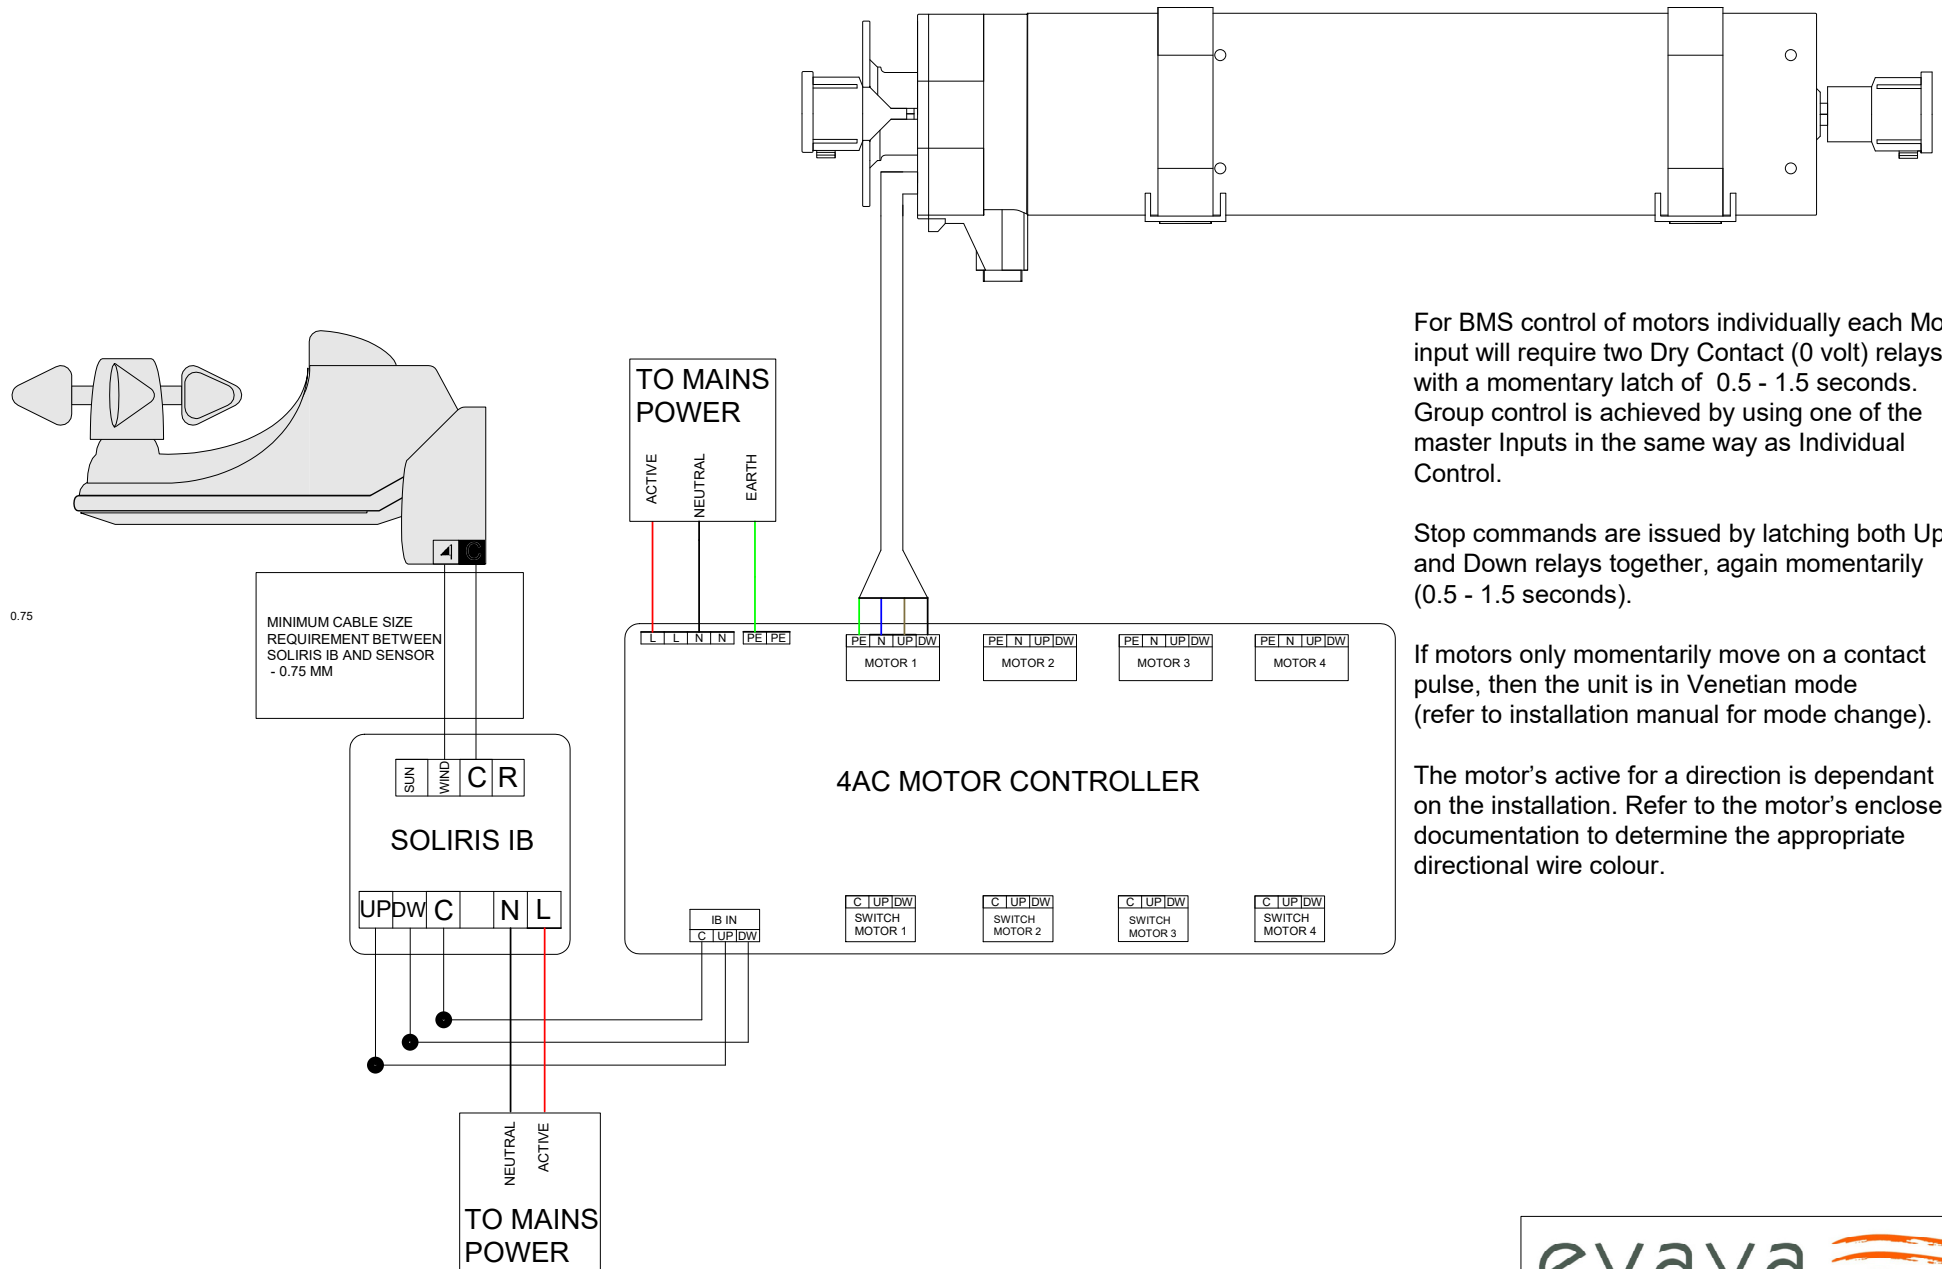 For BMS control of motors individually each Mo
input will require two Dry Contact (0 volt) relays
with a momentary latch of 0.5 - 1.5 seconds.
Group control is achieved by using one of the
master Inputs in the same way as Individual
Control.
Stop commands are issued by latching both Up
and Down relays together, again momentarily
(0.5 - 1.5 seconds).
If motors only momentarily move on a contact
pulse, then the unit is in Venetian mode
(refer to installation manual for mode change).
The motor's active for a direction is dependant
on the installation. Refer to the motor's enclose
documentation to determine the appropriate
directional wire colour.
TO MAINS
POWER
ACTIVE
NEUTRAL
EARTH
C
0.75
MINIMUM CABLE SIZE
REQUIREMENT BETWEEN
SOLIRIS IB AND SENSOR
- 0.75 MM
L L N N PE PE
PE N UP DW
MOTOR 1
PE N UP DW
MOTOR 2
PE N UP DW
MOTOR 3
PE N UP DW
MOTOR 4
4AC MOTOR CONTROLLER
SUN WIND C R
SOLIRIS IB
UP DW C N L
IB IN
C UP DW
C UP DW
SWITCH
MOTOR 1
C UP DW
SWITCH
MOTOR 2
C UP DW
SWITCH
MOTOR 3
C UP DW
SWITCH
MOTOR 4
NEUTRAL
ACTIVE
TO MAINS
POWER
evaya